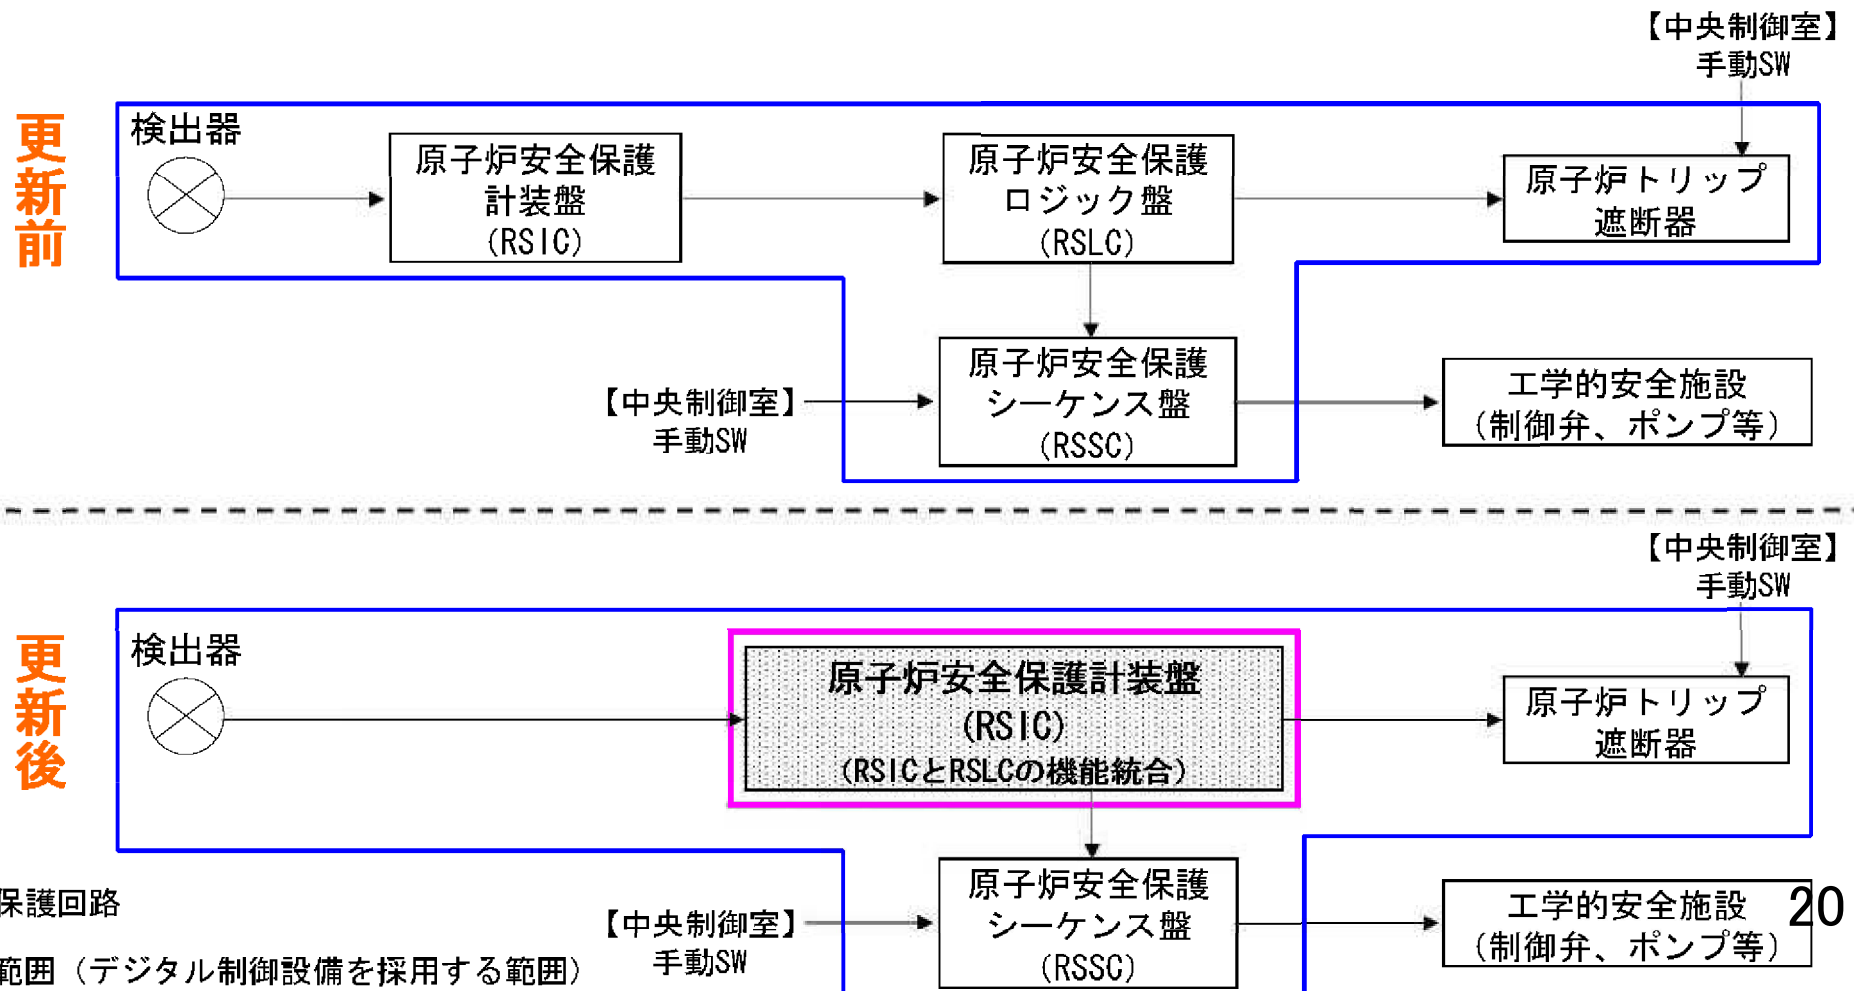 【中央制御室】
手動SW
更新前
検出器
原子炉安全保護
計装盤
(RSIC)
原子炉安全保護
ロジック盤
(RSLC)
原子炉トリップ
遮断器
【中央制御室】
手動SW
原子炉安全保護
シーケンス盤
(RSSC)
工学的安全施設
(制御弁、ポンプ等)
【中央制御室】
手動SW
更新後
検出器
原子炉安全保護計装盤
(RSIC)
(RSICとRSLCの機能統合)
原子炉トリップ
遮断器
保護回路
範囲(デジタル制御設備を採用する範囲)
【中央制御室】
手動SW
原子炉安全保護
シーケンス盤
(RSSC)
工学的安全施設
(制御弁、ポンプ等)
20